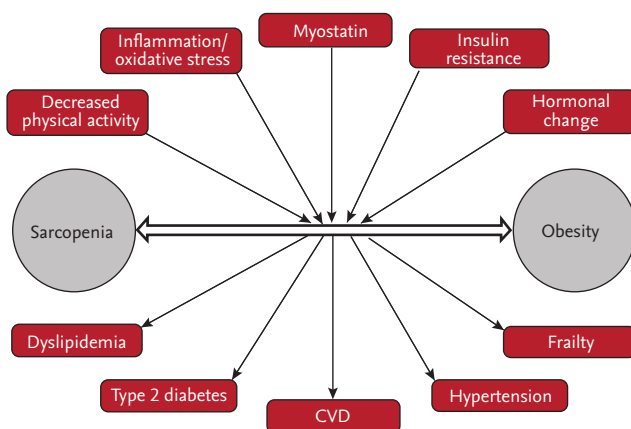 Myostatin
Inflammation/
oxidative stress
Insulin
resistance
Decreased
physical activity
Hormonal
change
Sarcopenia
Obesity
Dyslipidemia
Frailty
Type 2 diabetes
Hypertension
CVD